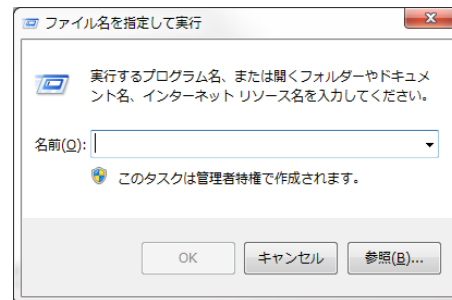 ファイル名を指定して実行
実行するプログラム名、または開くフォルダーやドキュメ
ント名、インターネット リソース名を入力してください。
名前(O):
このタスクは管理者特権で作成されます。
OK
キャンセル
参照(B)...